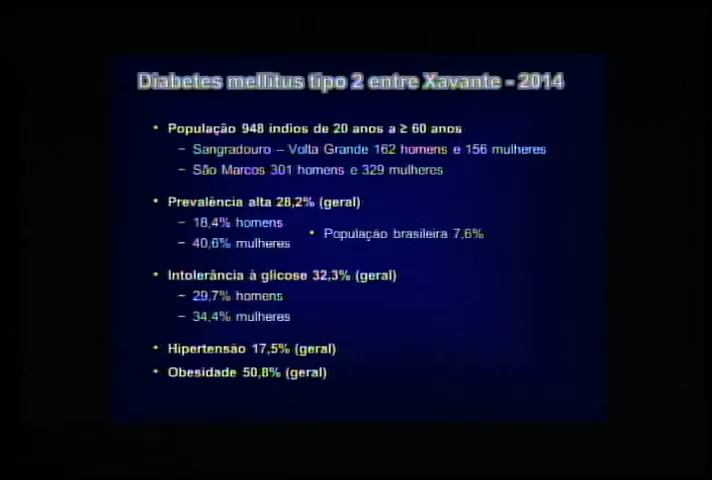 Diabetes mellitus tipo 2 entre Xavante - 2014
• População 948 indios de 20 anos a ≥ 60 anos
– Sangradouro – Volta Grande 162 homens e 156 mulheres
– São Marcos 301 homens e 329 mulheres
• Prevalência alta 28,2% (geral)
– 18,4% homens
– 40,6% mulheres
• População brasileira 7,6%
• Intolerância à glicose 32,3% (geral)
– 29,7% homens
– 34,4% mulheres
• Hipertensão 17,5% (geral)
• Obesidade 50,8% (geral)